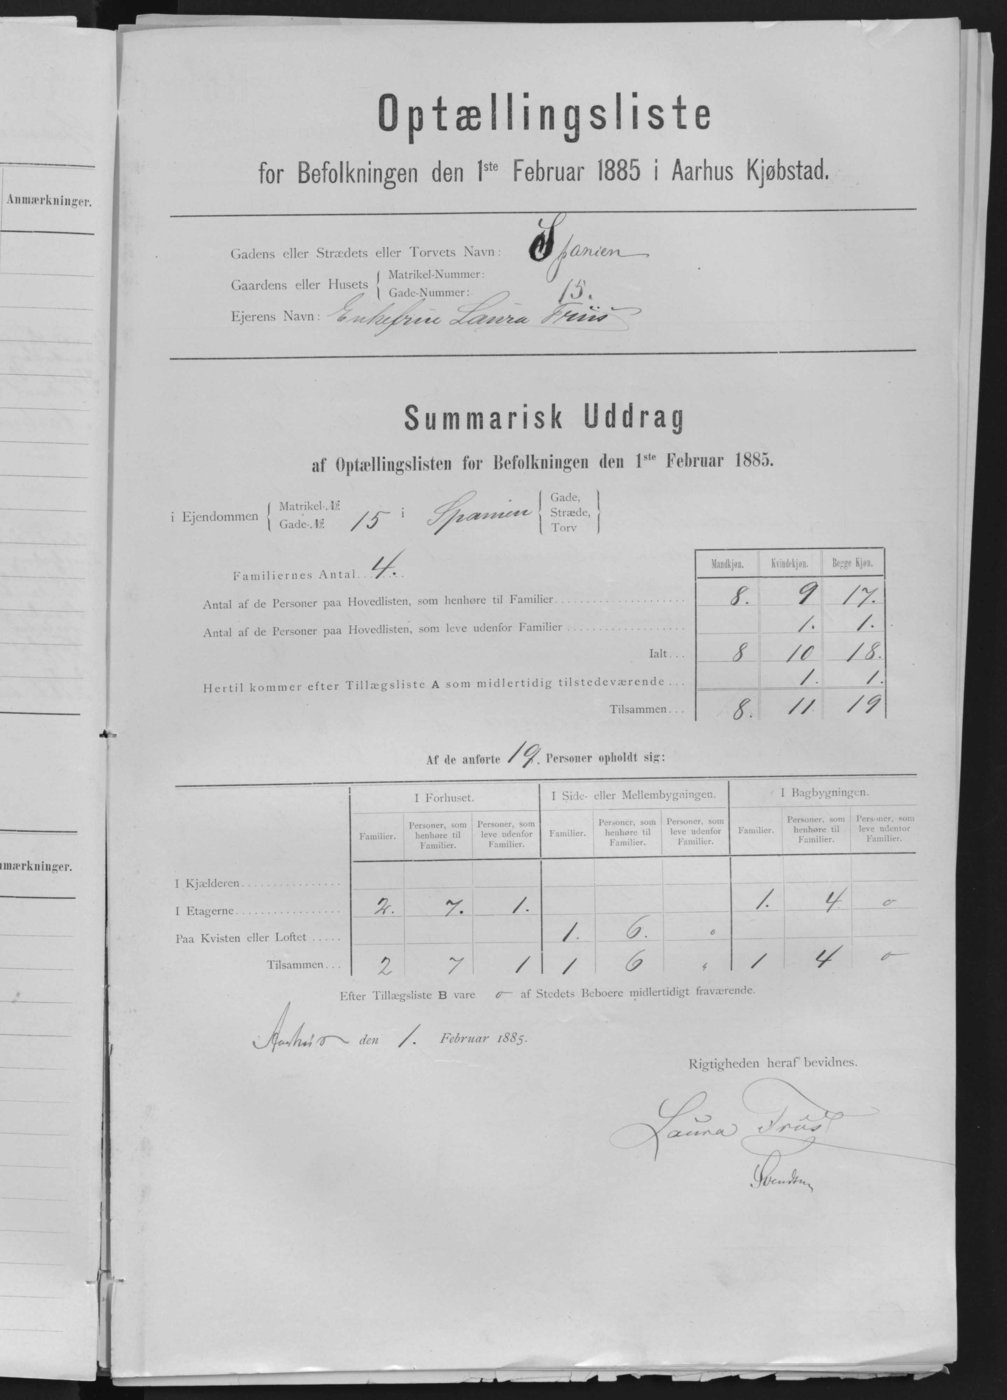 Anmærkninger.
nmærkninger.
Optællingsliste
for Befolkningen den 1ste Februar 1885 i Aarhus Kjøbstad.
Gadens eller Strædets eller Torvets Navn: Spanien
Gaardens eller Husets { Matrikel-Nummer:
Gade-Nummer: 15.
Ejerens Navn: Enkefrue Laura Friis
Summarisk Uddrag
af Optællingslisten for Befolkningen den 1ste Februar 1885.
i Ejendommen { Matrikel-№ Gade-№ 15 i Spanien { Gade, Stræde, Torv }
Familiernes Antal 4.
Mandkjøn. Kvindekjøn. Begge Kjøn.
Antal af de Personer paa Hovedlisten, som henhøre til Familier 8. 9 17.
Antal af de Personer paa Hovedlisten, som leve udenfor Familier 1. 1.
Ialt 8 10 18.
Hertil kommer efter Tillægsliste A som midlertidig tilstedeværende 1. 1.
Tilsammen 8. 11 19
Af de anførte 19. Personer opholdt sig:
I Forhuset. I Side- eller Mellembygningen. I Bagbygningen.
Familier. Personer, som henhøre til Familier. Personer, som leve udenfor Familier. Familier. Personer, som henhøre til Familier. Personer, som leve udenfor Familier. Familier. Personer, som henhøre til Familier. Personer, som leve udenfor Familier.
I Kjælderen
I Etagerne 2. 7. 1. 1. 4 o
Paa Kvisten eller Loftet 1. 6. o
Tilsammen 2 7 1 1 6 " 1 4 o
Efter Tillægsliste B vare o af Stedets Beboere midlertidigt fraværende.
Aarhus den 1. Februar 1885.
Rigtigheden heraf bevidnes.
Laura Friis
Svendsen